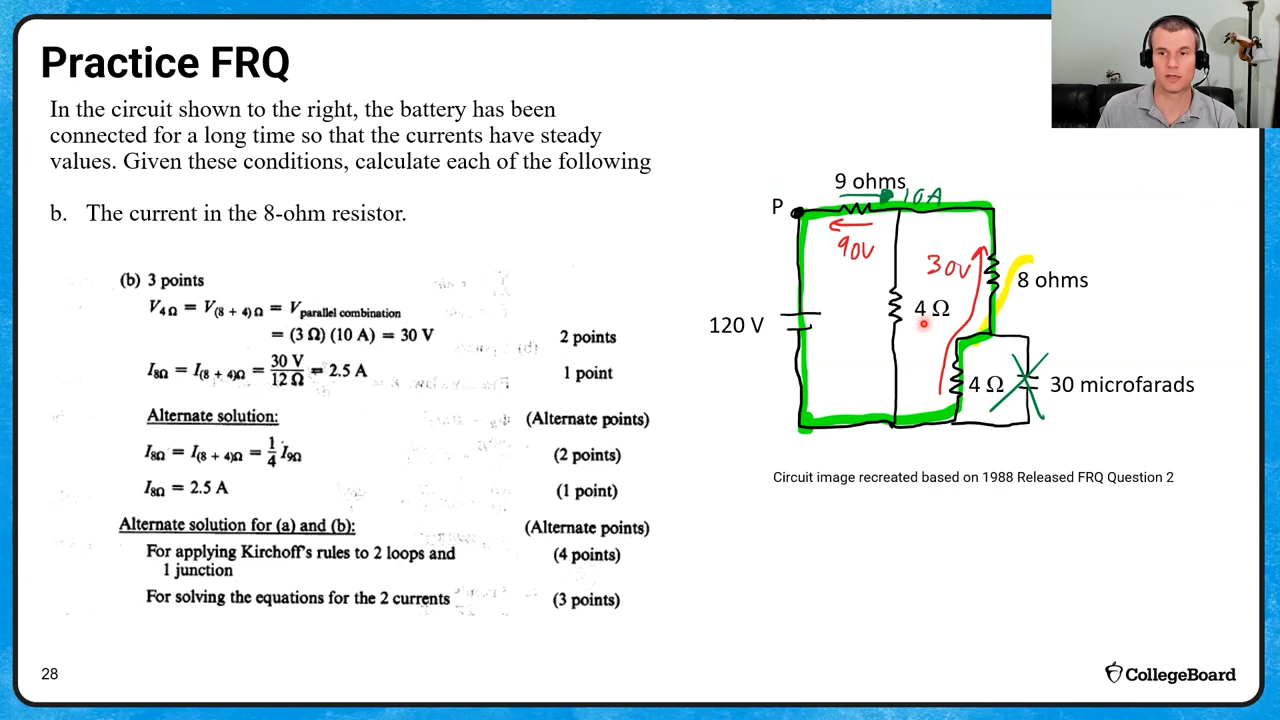 Practice FRQ
In the circuit shown to the right, the battery has been
connected for a long time so that the currents have steady
values. Given these conditions, calculate each of the following
b. The current in the 8-ohm resistor.
(b) 3 points
V4Ω = V(8 + 4)Ω = Vparallel combination
= (3 Ω) (10 A) = 30 V 2 points
I8Ω = I(8 + 4)Ω = 30 V / 12 Ω = 2.5 A 1 point
Alternate solution: (Alternate points)
I8Ω = I(8 + 4)Ω = 1/4 I9Ω (2 points)
I8Ω = 2.5 A (1 point)
Alternate solution for (a) and (b): (Alternate points)
For applying Kirchoff's rules to 2 loops and (4 points)
1 junction
For solving the equations for the 2 currents (3 points)
9 ohms
10A
P
90V
30V
8 ohms
4 Ω
120 V
4 Ω
30 microfarads
Circuit image recreated based on 1988 Released FRQ Question 2
28
CollegeBoard